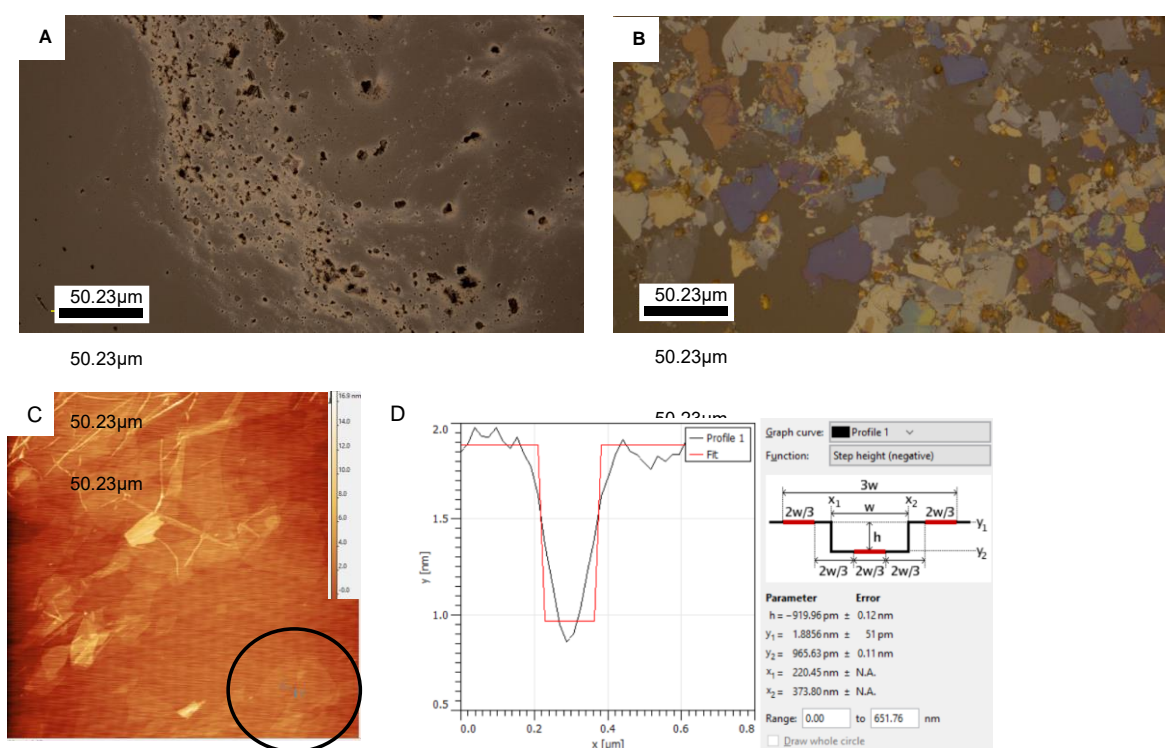 A
50.23µm
50.23µm
B
50.23µm
50.23µm
C
50.23µm
50.23µm
16.9 nm
14.0
12.0
10.0
8.0
6.0
4.0
2.0
-0.0
D
50.23µm
2.0
1.5
1.0
0.5
y [nm]
0.0 0.2 0.4 0.6 0.8
x [µm]
Profile 1
Fit
Graph curve: Profile 1
Function: Step height (negative)
3w
x1 x2
2w/3 w 2w/3
y1
h
y2
2w/3 2w/3 2w/3
Parameter Error
h = −919.96 pm ± 0.12 nm
y1 = 1.8856 nm ± 51 pm
y2 = 965.63 pm ± 0.11 nm
x1 = 220.45 nm ± N.A.
x2 = 373.80 nm ± N.A.
Range: 0.00 to 651.76 nm
Draw whole circle